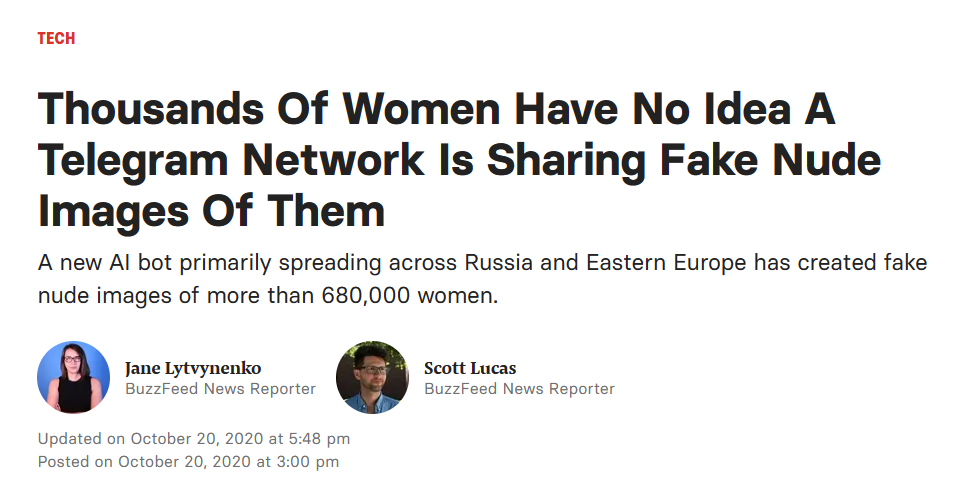 TECH
Thousands Of Women Have No Idea A
Telegram Network Is Sharing Fake Nude
Images Of Them
A new AI bot primarily spreading across Russia and Eastern Europe has created fake
nude images of more than 680,000 women.
Jane Lytvynenko
BuzzFeed News Reporter
Scott Lucas
BuzzFeed News Reporter
Updated on October 20, 2020 at 5:48 pm
Posted on October 20, 2020 at 3:00 pm